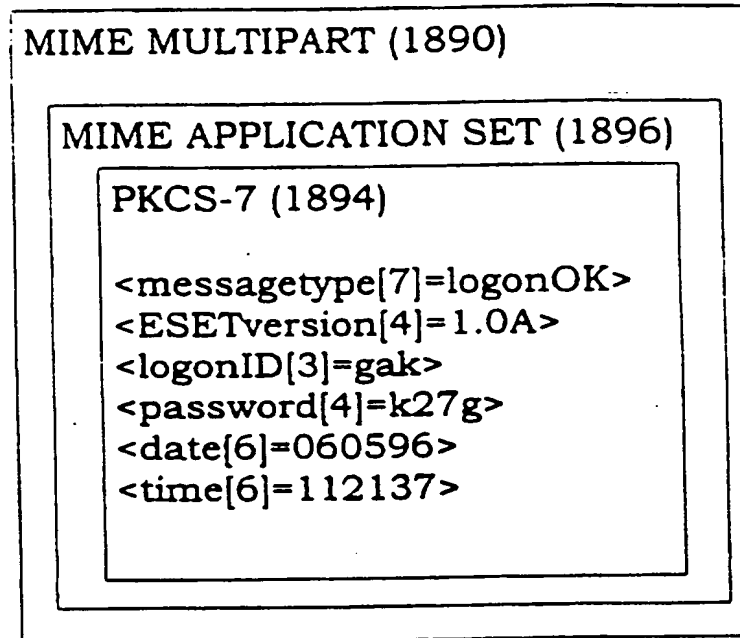 MIME MULTIPART (1890)
MIME APPLICATION SET (1896)
PKCS-7 (1894)
<messagetype[7]=logonOK>
<ESETversion[4]=1.0A>
<logonID[3]=gak>
<password[4]=k27g>
<date[6]=060596>
<time[6]=112137>